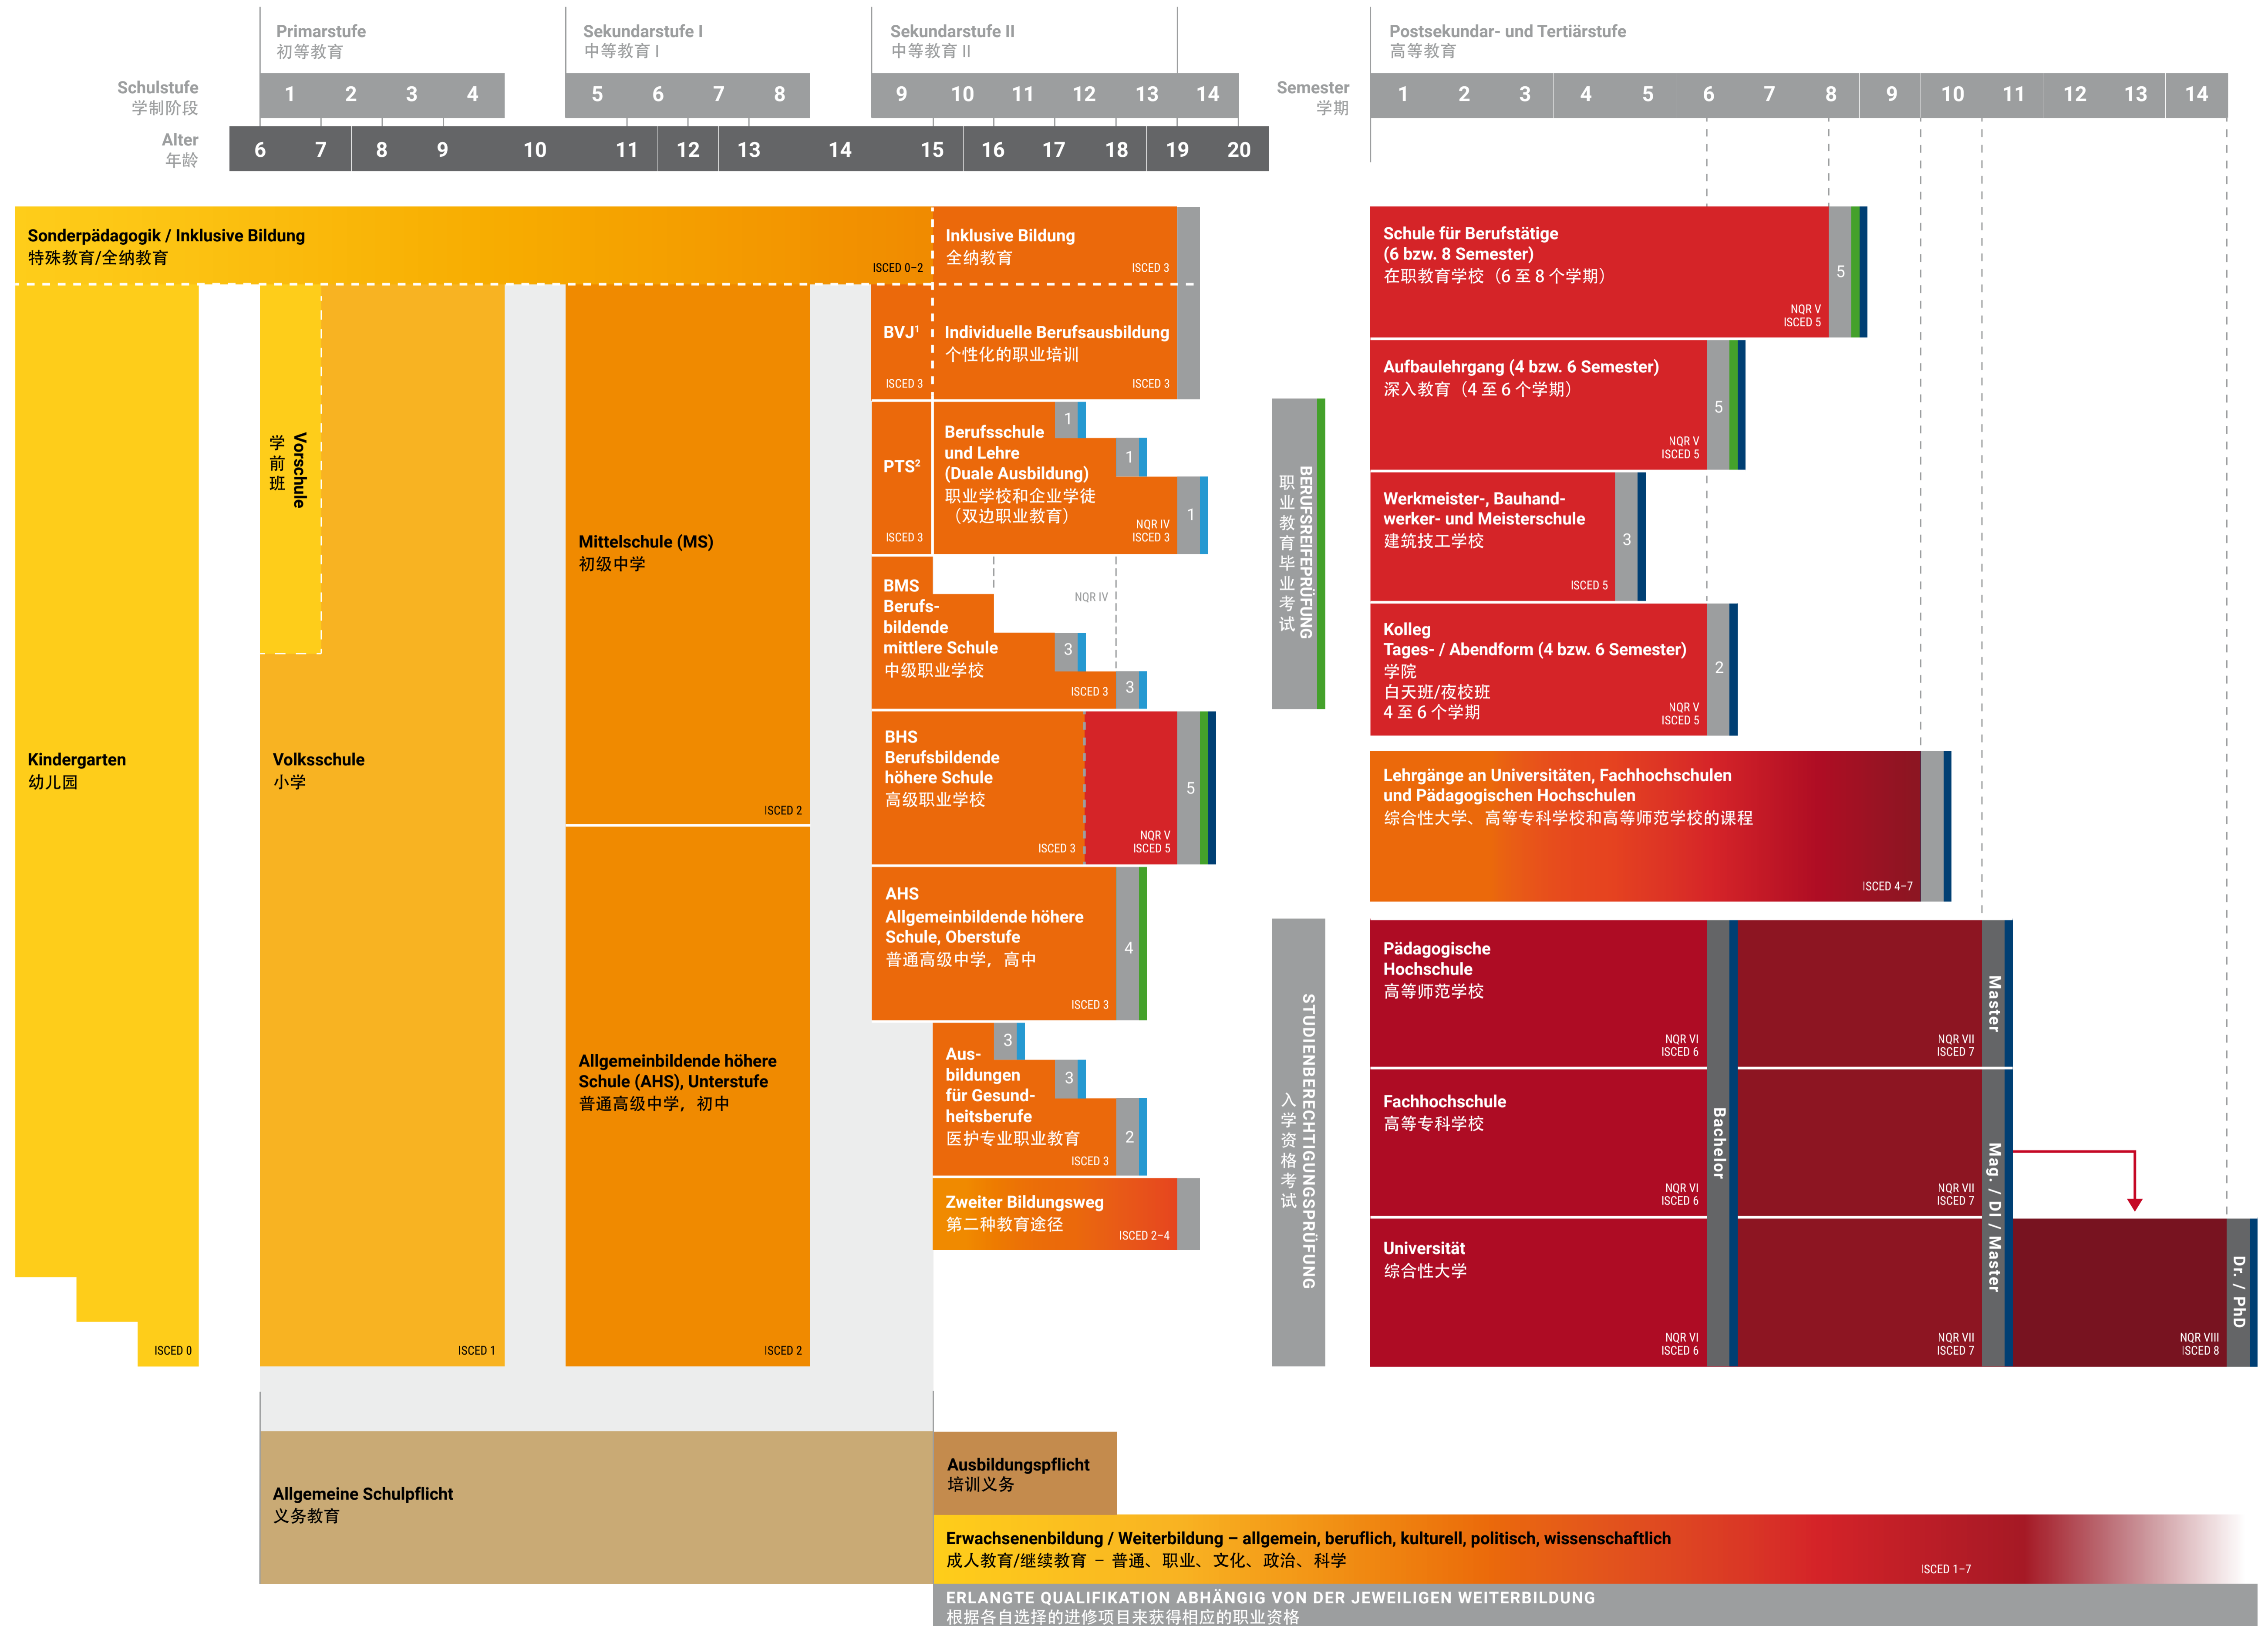 Primarstufe
初等教育
Sekundarstufe I
中等教育 I
Sekundarstufe II
中等教育 II
Postsekundar- und Tertiärstufe
高等教育
Schulstufe
学制阶段
1 2 3 4 5 6 7 8 9 10 11 12 13 14
Semester
学期
1 2 3 4 5 6 7 8 9 10 11 12 13 14
Alter
年龄
6 7 8 9 10 11 12 13 14 15 16 17 18 19 20
Sonderpädagogik / Inklusive Bildung
特殊教育/全纳教育
ISCED 0–2
Inklusive Bildung
全纳教育
ISCED 3
Kindergarten
幼儿园
ISCED 0
Vorschule
学前班
Volksschule
小学
ISCED 1
Mittelschule (MS)
初级中学
ISCED 2
Allgemeinbildende höhere
Schule (AHS), Unterstufe
普通高级中学，初中
ISCED 2
BVJ¹
ISCED 3
Individuelle Berufsausbildung
个性化的职业培训
ISCED 3
PTS²
ISCED 3
Berufsschule
und Lehre
(Duale Ausbildung)
职业学校和企业学徒
（双边职业教育）
NQR IV
ISCED 3
1
1
1
BMS
Berufs-
bildende
mittlere Schule
中级职业学校
NQR IV
ISCED 3
3
3
BHS
Berufsbildende
höhere Schule
高级职业学校
ISCED 3
NQR V
ISCED 5
5
AHS
Allgemeinbildende höhere
Schule, Oberstufe
普通高级中学，高中
ISCED 3
4
Aus-
bildungen
für Gesund-
heitsberufe
医护专业职业教育
ISCED 3
3
3
2
Zweiter Bildungsweg
第二种教育途径
ISCED 2–4
BERUFSREIFEPRÜFUNG
职业教育毕业考试
STUDIENBERECHTIGUNGSPRÜFUNG
入学资格考试
Schule für Berufstätige
(6 bzw. 8 Semester)
在职教育学校（6 至 8 个学期）
NQR V
ISCED 5
5
Aufbaulehrgang (4 bzw. 6 Semester)
深入教育（4 至 6 个学期）
NQR V
ISCED 5
5
Werkmeister-, Bauhand-
werker- und Meisterschule
建筑技工学校
ISCED 5
3
Kolleg
Tages- / Abendform (4 bzw. 6 Semester)
学院
白天班/夜校班
4 至 6 个学期
NQR V
ISCED 5
2
Lehrgänge an Universitäten, Fachhochschulen
und Pädagogischen Hochschulen
综合性大学、高等专科学校和高等师范学校的课程
ISCED 4–7
Pädagogische
Hochschule
高等师范学校
NQR VI
ISCED 6
NQR VII
ISCED 7
Master
Fachhochschule
高等专科学校
NQR VI
ISCED 6
Bachelor
NQR VII
ISCED 7
Mag. / DI / Master
Universität
综合性大学
NQR VI
ISCED 6
NQR VII
ISCED 7
NQR VIII
ISCED 8
Dr. / PhD
Allgemeine Schulpflicht
义务教育
Ausbildungspflicht
培训义务
Erwachsenenbildung / Weiterbildung – allgemein, beruflich, kulturell, politisch, wissenschaftlich
成人教育/继续教育 – 普通、职业、文化、政治、科学
ISCED 1–7
ERLANGTE QUALIFIKATION ABHÄNGIG VON DER JEWEILIGEN WEITERBILDUNG
根据各自选择的进修项目来获得相应的职业资格